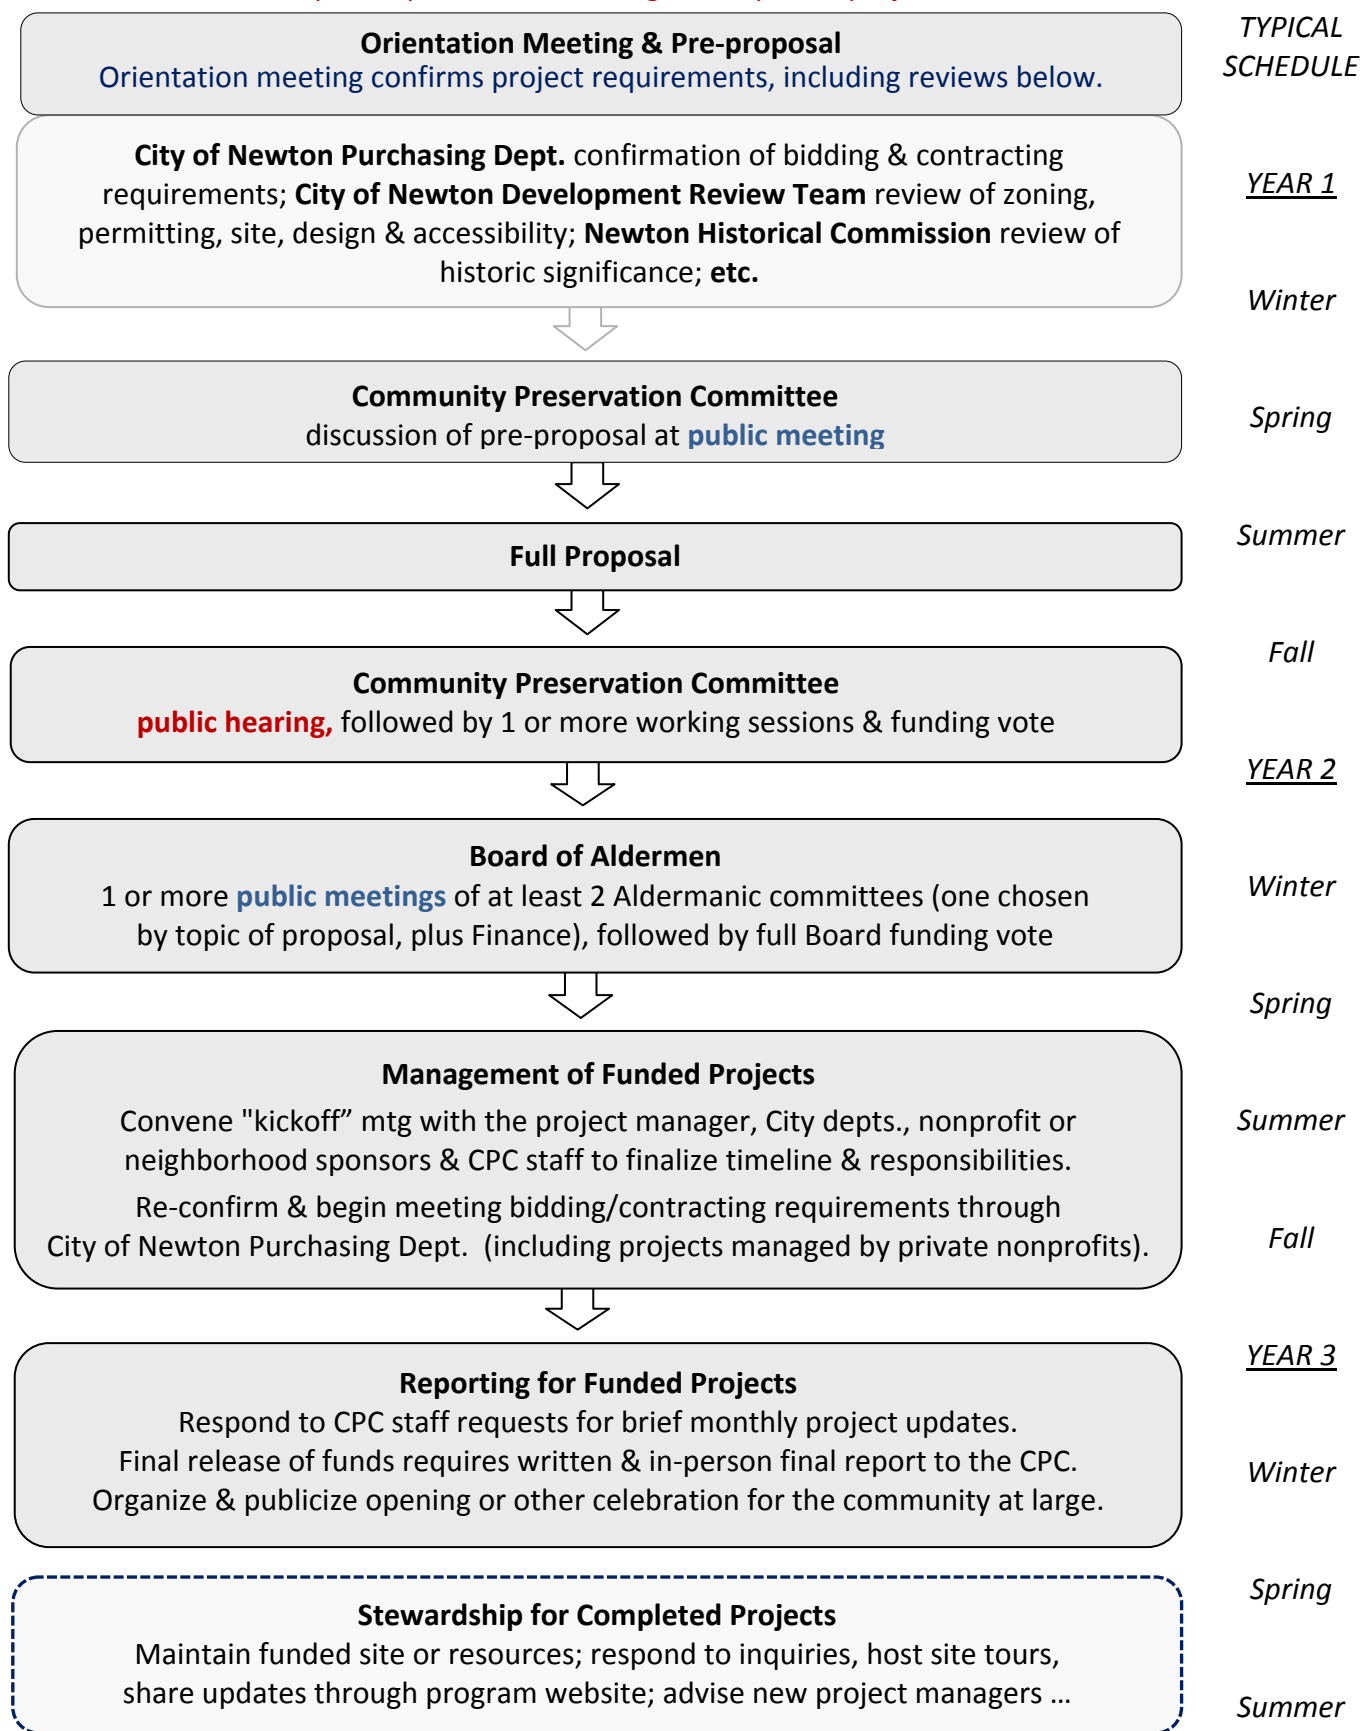 Orientation Meeting & Pre-proposal
Orientation meeting confirms project requirements, including reviews below.
City of Newton Purchasing Dept. confirmation of bidding & contracting
requirements; City of Newton Development Review Team review of zoning,
permitting, site, design & accessibility; Newton Historical Commission review of
historic significance; etc.
Community Preservation Committee
discussion of pre-proposal at public meeting
Full Proposal
Community Preservation Committee
public hearing, followed by 1 or more working sessions & funding vote
Board of Aldermen
1 or more public meetings of at least 2 Aldermanic committees (one chosen
by topic of proposal, plus Finance), followed by full Board funding vote
Management of Funded Projects
Convene "kickoff” mtg with the project manager, City depts., nonprofit or
neighborhood sponsors & CPC staff to finalize timeline & responsibilities.
Re-confirm & begin meeting bidding/contracting requirements through
City of Newton Purchasing Dept. (including projects managed by private nonprofits).
Reporting for Funded Projects
Respond to CPC staff requests for brief monthly project updates.
Final release of funds requires written & in-person final report to the CPC.
Organize & publicize opening or other celebration for the community at large.
Stewardship for Completed Projects
Maintain funded site or resources; respond to inquiries, host site tours,
share updates through program website; advise new project managers ...
TYPICAL
SCHEDULE
YEAR 1
Winter
Spring
Summer
Fall
YEAR 2
Winter
Spring
Summer
Fall
YEAR 3
Winter
Spring
Summer